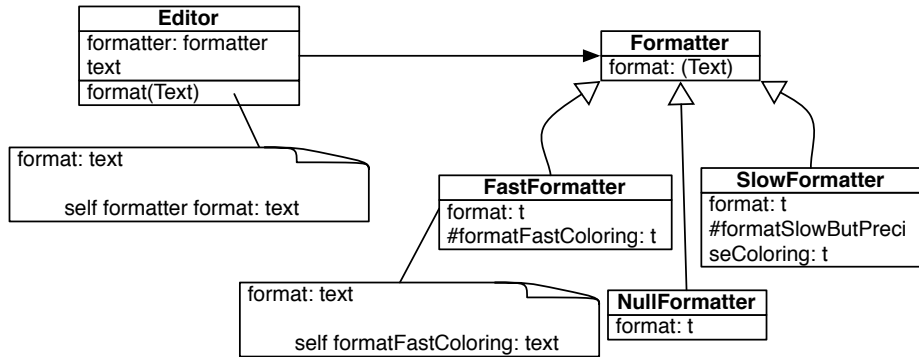 Editor
formatter: formatter
text
format(Text)
Formatter
format: (Text)
format: text
self formatter format: text
FastFormatter
format: t
#formatFastColoring: t
SlowFormatter
format: t
#formatSlowButPreci
seColoring: t
format: text
self formatFastColoring: text
NullFormatter
format: t